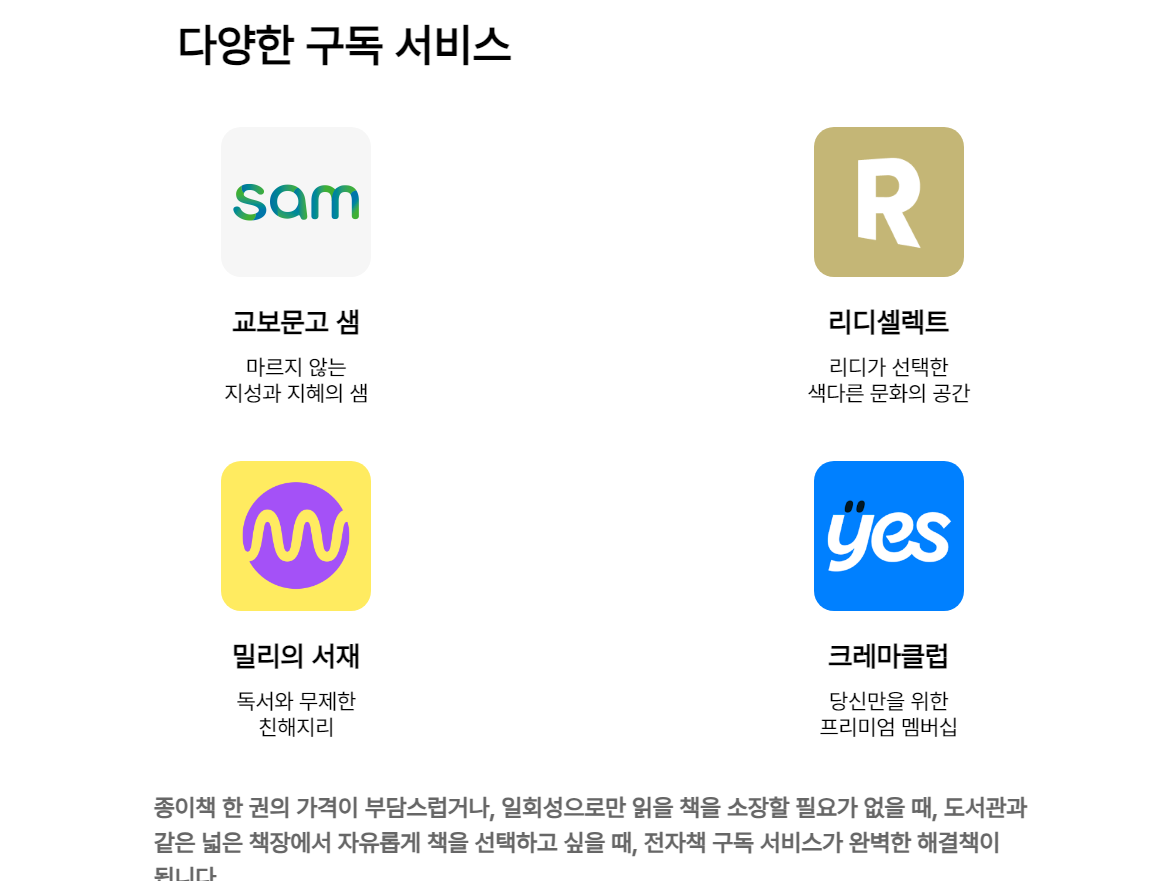 다양한 구독 서비스
sam
R
교보문고 샘
리디셀렉트
마르지 않는
지성과 지혜의 샘
리디가 선택한
색다른 문화의 공간
ÿes
밀리의 서재
크레마클럽
독서와 무제한
친해지리
당신만을 위한
프리미엄 멤버십
종이책 한 권의 가격이 부담스럽거나, 일회성으로만 읽을 책을 소장할 필요가 없을 때, 도서관과
같은 넓은 책장에서 자유롭게 책을 선택하고 싶을 때, 전자책 구독 서비스가 완벽한 해결책이
됩니다